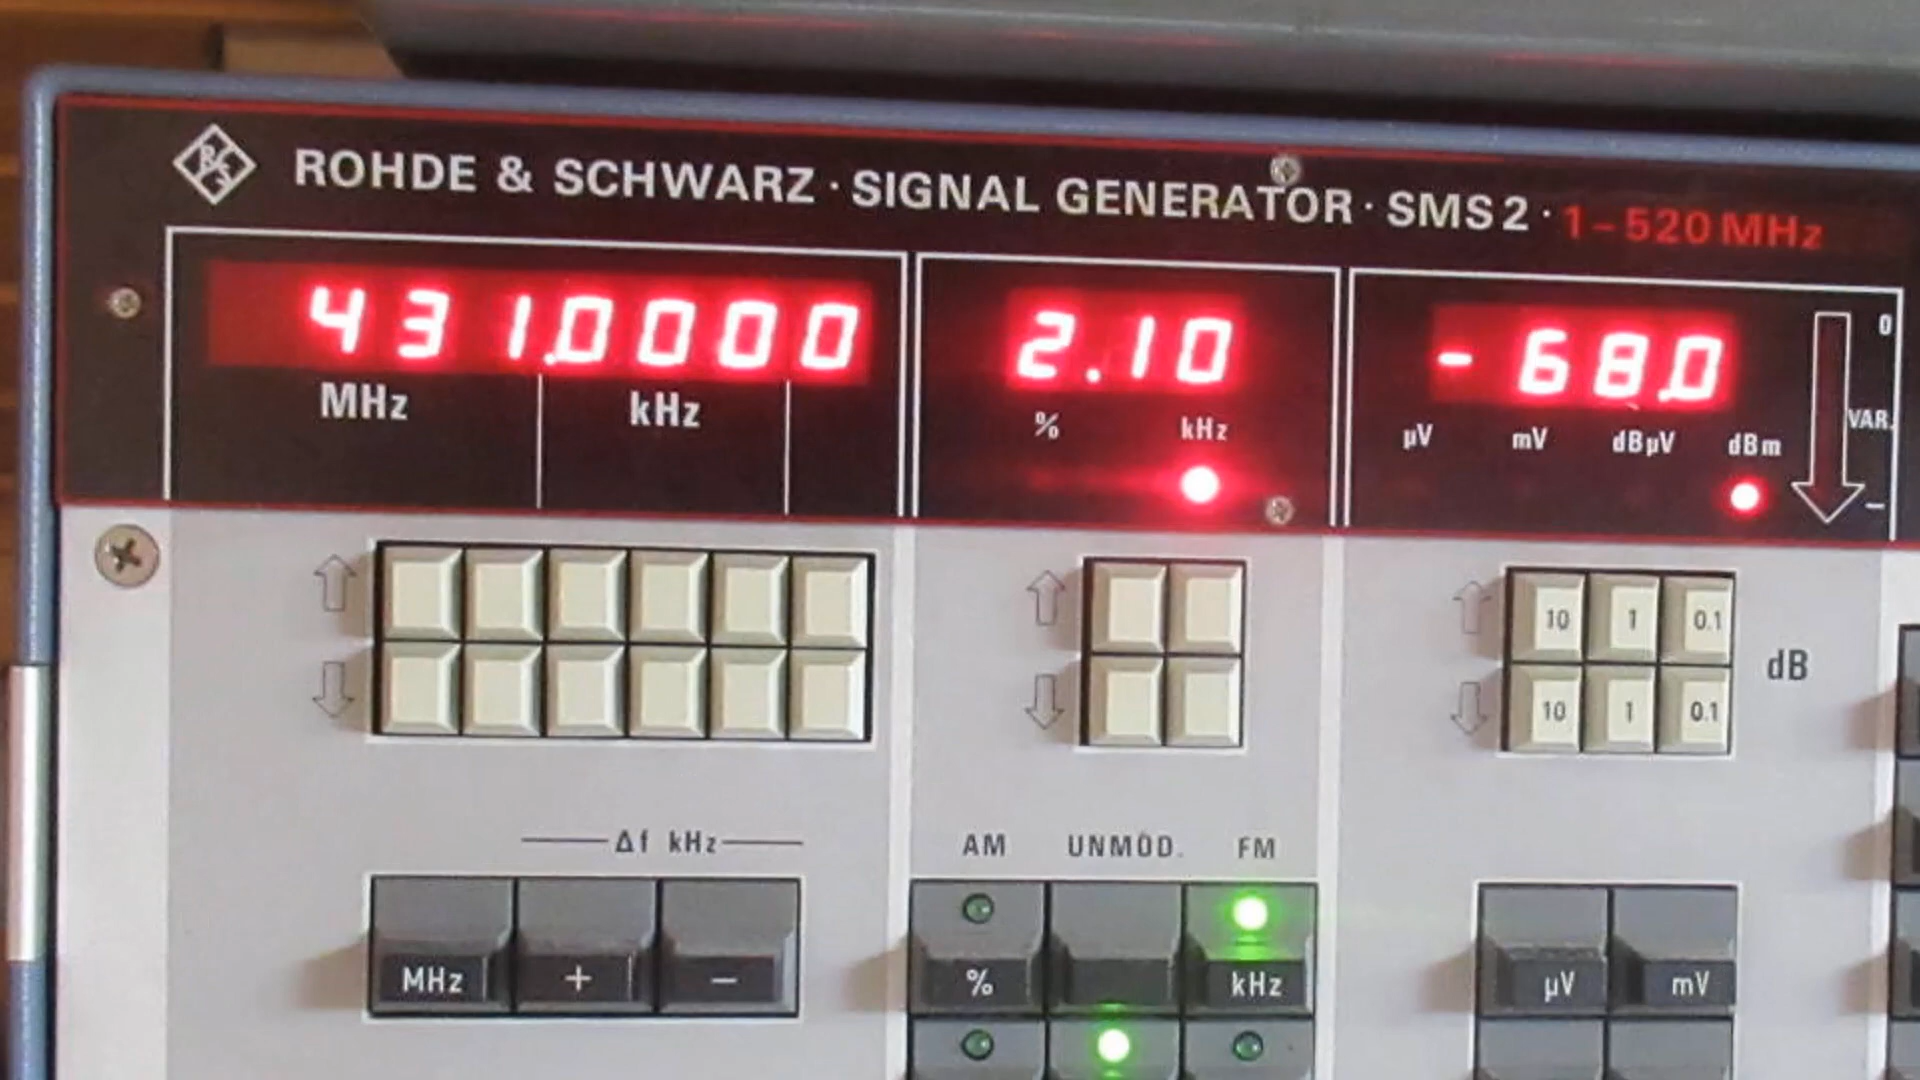 R&S ROHDE & SCHWARZ · SIGNAL GENERATOR · SMS 2 · 1–520 MHz
431.0000 2.10 -68.0
MHz kHz % kHz µV mV dBµV dBm
0
VAR.
–
10 1 0.1
dB
10 1 0.1
Δf kHz
AM UNMOD. FM
MHz + – % kHz µV mV